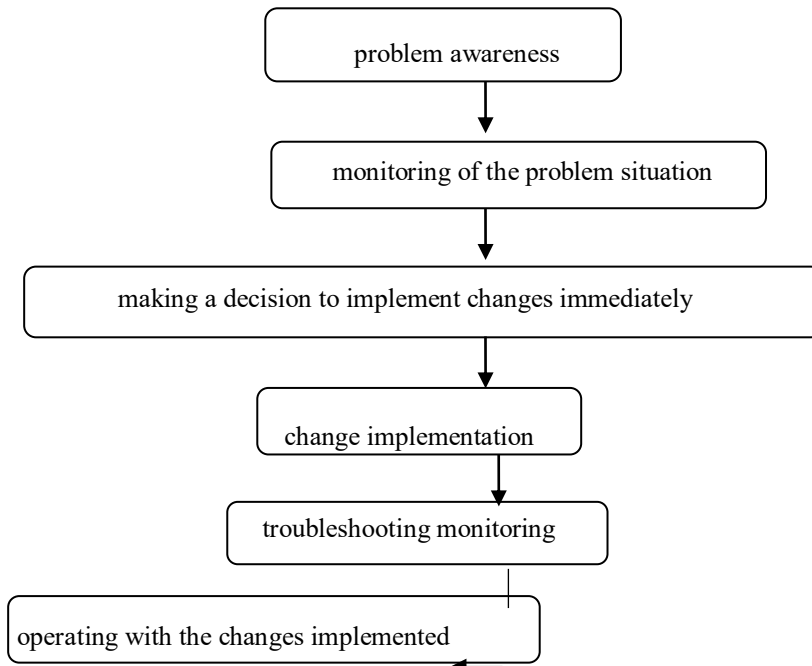 problem awareness
monitoring of the problem situation
making a decision to implement changes immediately
change implementation
troubleshooting monitoring
operating with the changes implemented